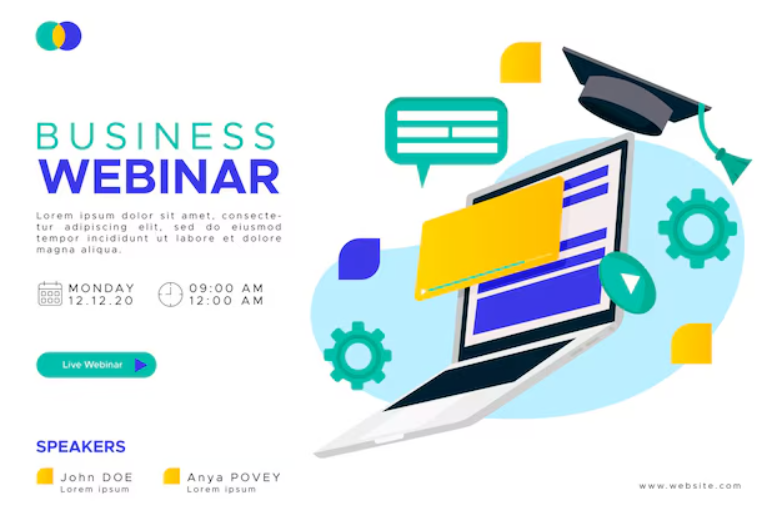 BUSINESS
WEBINAR
Lorem ipsum dolor sit amet, consecte-
tur adipiscing elit, sed do eiusmod
tempor incididunt ut labore et dolore
magna aliqua.
MONDAY
12.12.20
09:00 AM
12:00 AM
Live Webinar
SPEAKERS
John DOE
Lorem ipsum
Anya POVEY
Lorem ipsum
www.website.com